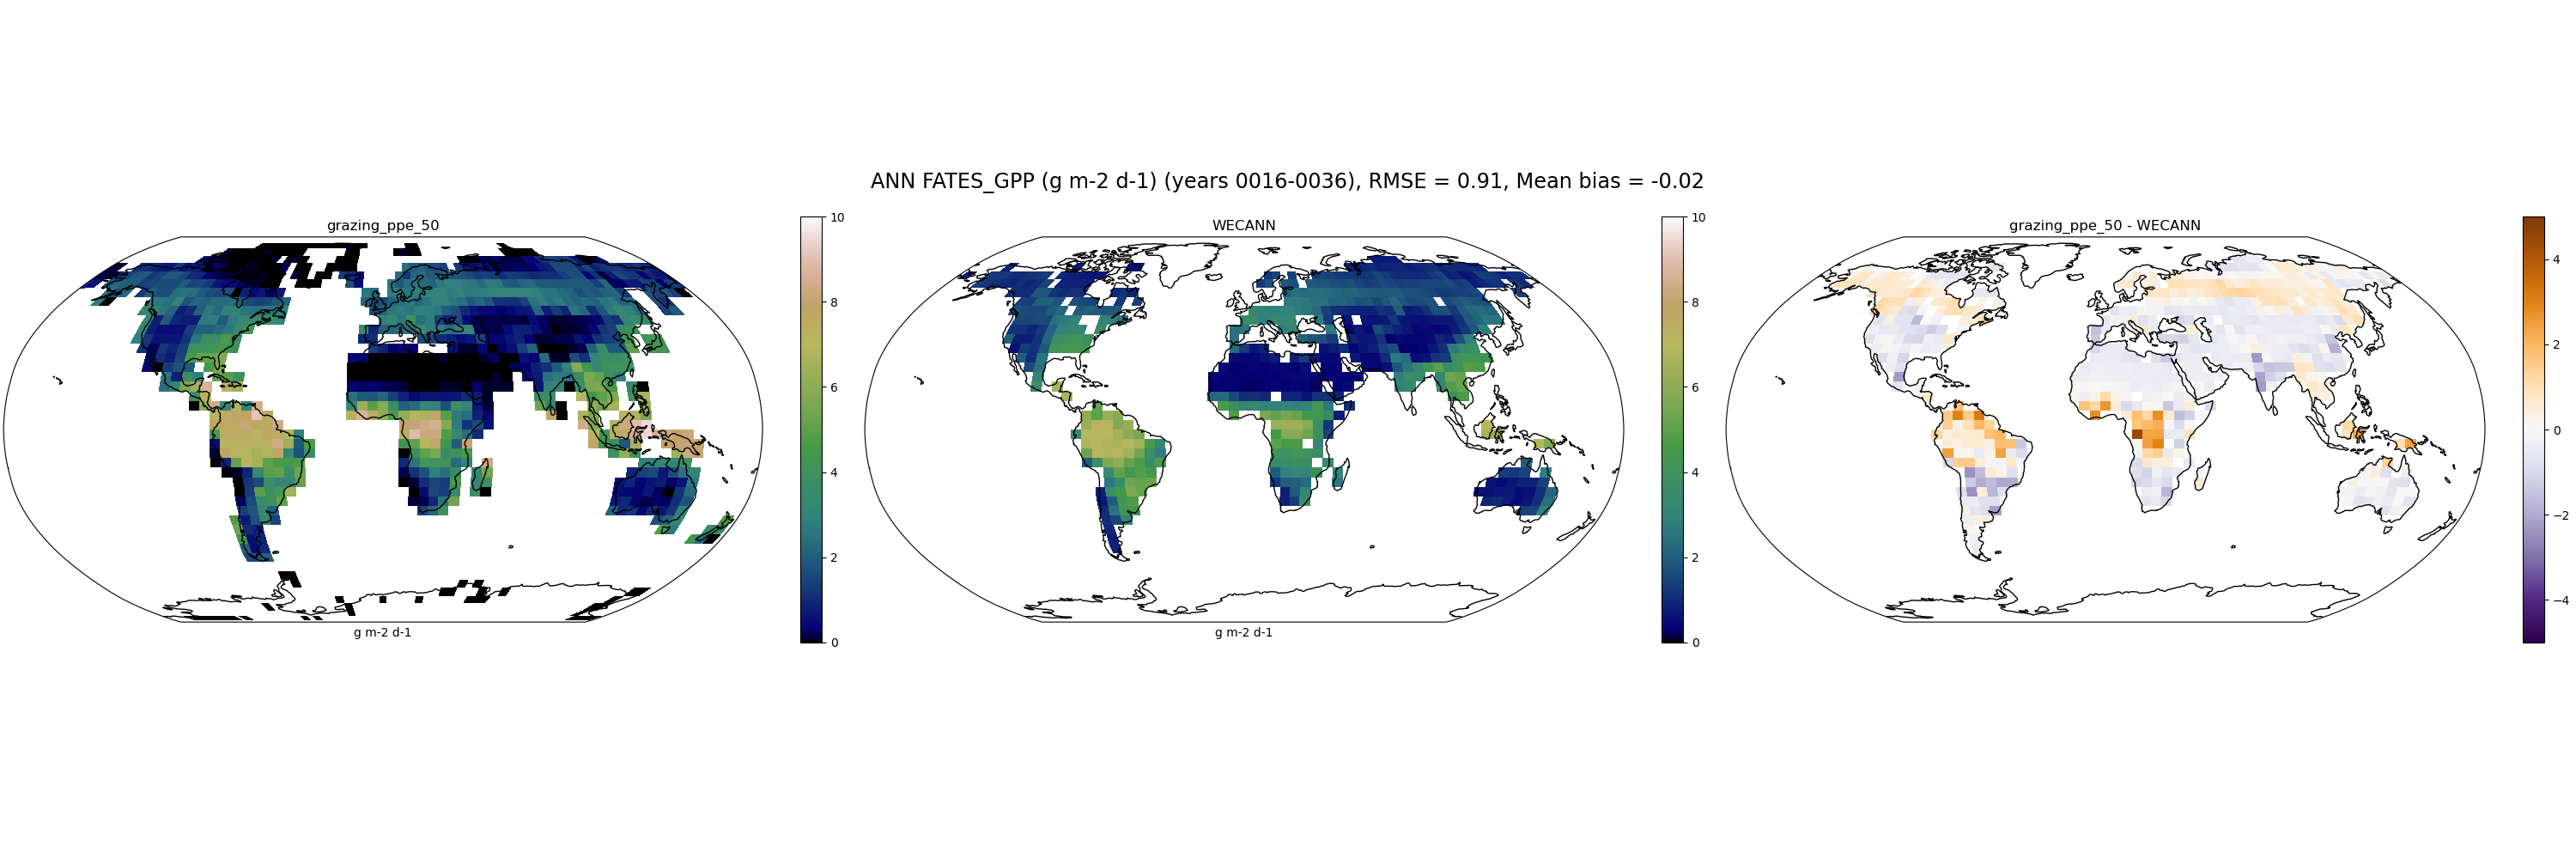 ANN FATES_GPP (g m-2 d-1) (years 0016-0036), RMSE = 0.91, Mean bias = -0.02
grazing_ppe_50
10
8
6
4
2
0
g m-2 d-1
WECANN
10
8
6
4
2
0
g m-2 d-1
grazing_ppe_50 - WECANN
4
2
0
−2
−4